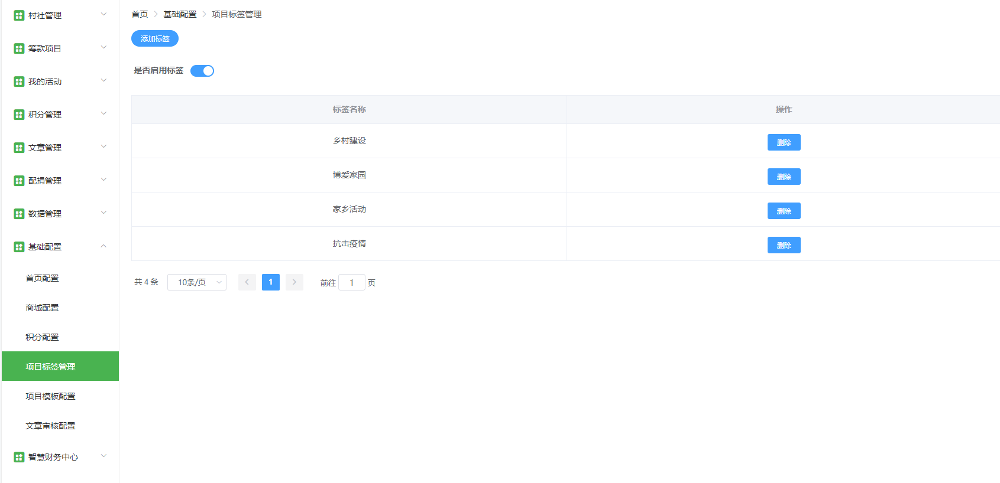 村社管理
筹款项目
我的活动
积分管理
文章管理
配捐管理
数据管理
基础配置
首页配置
商城配置
积分配置
项目标签管理
项目模板配置
文章审核配置
智慧财务中心
首页 > 基础配置 > 项目标签管理
添加标签
是否启用标签
标签名称 操作
乡村建设 删除
博爱家园 删除
家乡活动 删除
抗击疫情 删除
共 4 条 10条/页 < 1 > 前往 1 页